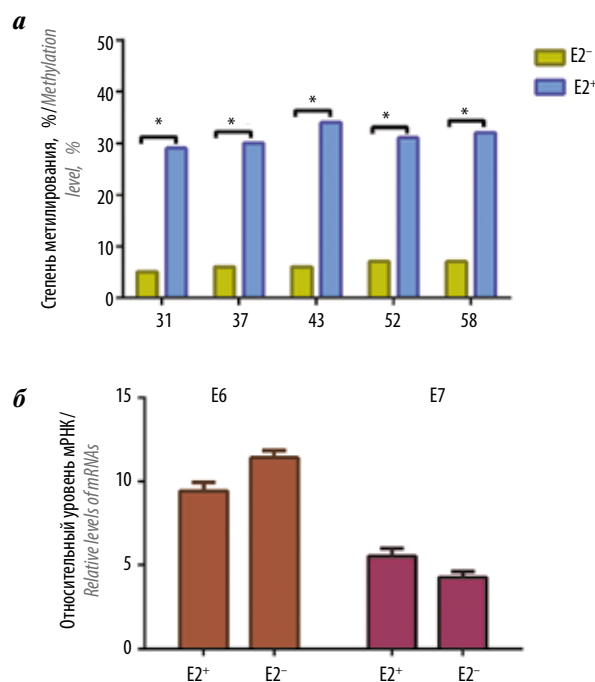 а
50
40
30
20
10
0
Степень метилирования, %/Methylation
level, %
*
*
*
*
*
E2⁻
E2⁺
31 37 43 52 58
б
15
10
5
0
Относительный уровень мРНК/
Relative levels of mRNAs
E6 E7
E2⁺ E2⁻ E2⁺ E2⁻